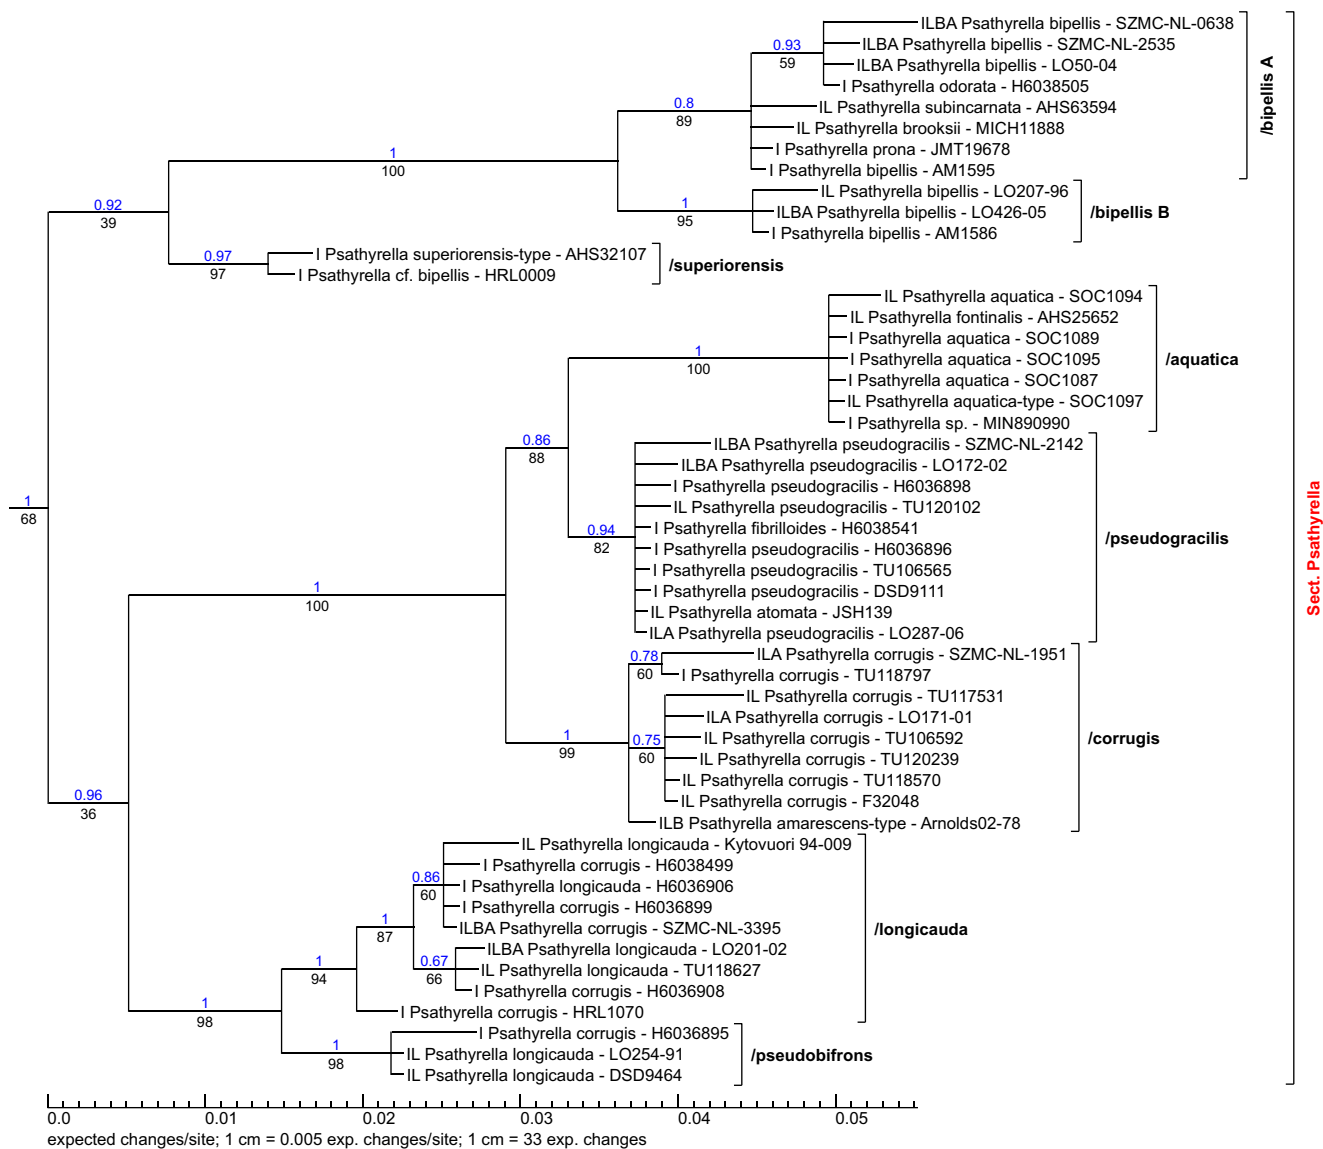 ILBA Psathyrella bipellis - SZMC-NL-0638
0.93
ILBA Psathyrella bipellis - SZMC-NL-2535
59
ILBA Psathyrella bipellis - LO50-04
I Psathyrella odorata - H6038505
/bipellis A
0.8
IL Psathyrella subincarnata - AHS63594
89
IL Psathyrella brooksii - MICH11888
I Psathyrella prona - JMT19678
1
100
I Psathyrella bipellis - AM1595
IL Psathyrella bipellis - LO207-96
1
ILBA Psathyrella bipellis - LO426-05
/bipellis B
95
I Psathyrella bipellis - AM1586
0.92
39
I Psathyrella superiorensis-type - AHS32107
0.97
/superiorensis
97
I Psathyrella cf. bipellis - HRL0009
IL Psathyrella aquatica - SOC1094
IL Psathyrella fontinalis - AHS25652
I Psathyrella aquatica - SOC1089
1
I Psathyrella aquatica - SOC1095
/aquatica
100
I Psathyrella aquatica - SOC1087
IL Psathyrella aquatica-type - SOC1097
I Psathyrella sp. - MIN890990
0.86
88
ILBA Psathyrella pseudogracilis - SZMC-NL-2142
ILBA Psathyrella pseudogracilis - LO172-02
I Psathyrella pseudogracilis - H6036898
IL Psathyrella pseudogracilis - TU120102
1
68
0.94
I Psathyrella fibrilloides - H6038541
/pseudogracilis
82
I Psathyrella pseudogracilis - H6036896
I Psathyrella pseudogracilis - TU106565
I Psathyrella pseudogracilis - DSD9111
1
100
IL Psathyrella atomata - JSH139
ILA Psathyrella pseudogracilis - LO287-06
Sect. Psathyrella
0.78
ILA Psathyrella corrugis - SZMC-NL-1951
60
I Psathyrella corrugis - TU118797
IL Psathyrella corrugis - TU117531
ILA Psathyrella corrugis - LO171-01
1
99
0.75
IL Psathyrella corrugis - TU106592
/corrugis
60
IL Psathyrella corrugis - TU120239
IL Psathyrella corrugis - TU118570
IL Psathyrella corrugis - F32048
0.96
36
ILB Psathyrella amarescens-type - Arnolds02-78
IL Psathyrella longicauda - Kytovuori 94-009
I Psathyrella corrugis - H6038499
0.86
I Psathyrella longicauda - H6036906
60
I Psathyrella corrugis - H6036899
1
87
ILBA Psathyrella corrugis - SZMC-NL-3395
/longicauda
ILBA Psathyrella longicauda - LO201-02
1
94
0.67
IL Psathyrella longicauda - TU118627
66
I Psathyrella corrugis - H6036908
1
98
I Psathyrella corrugis - HRL1070
I Psathyrella corrugis - H6036895
1
98
IL Psathyrella longicauda - LO254-91
/pseudobifrons
IL Psathyrella longicauda - DSD9464
0.0 0.01 0.02 0.03 0.04 0.05
expected changes/site; 1 cm = 0.005 exp. changes/site; 1 cm = 33 exp. changes